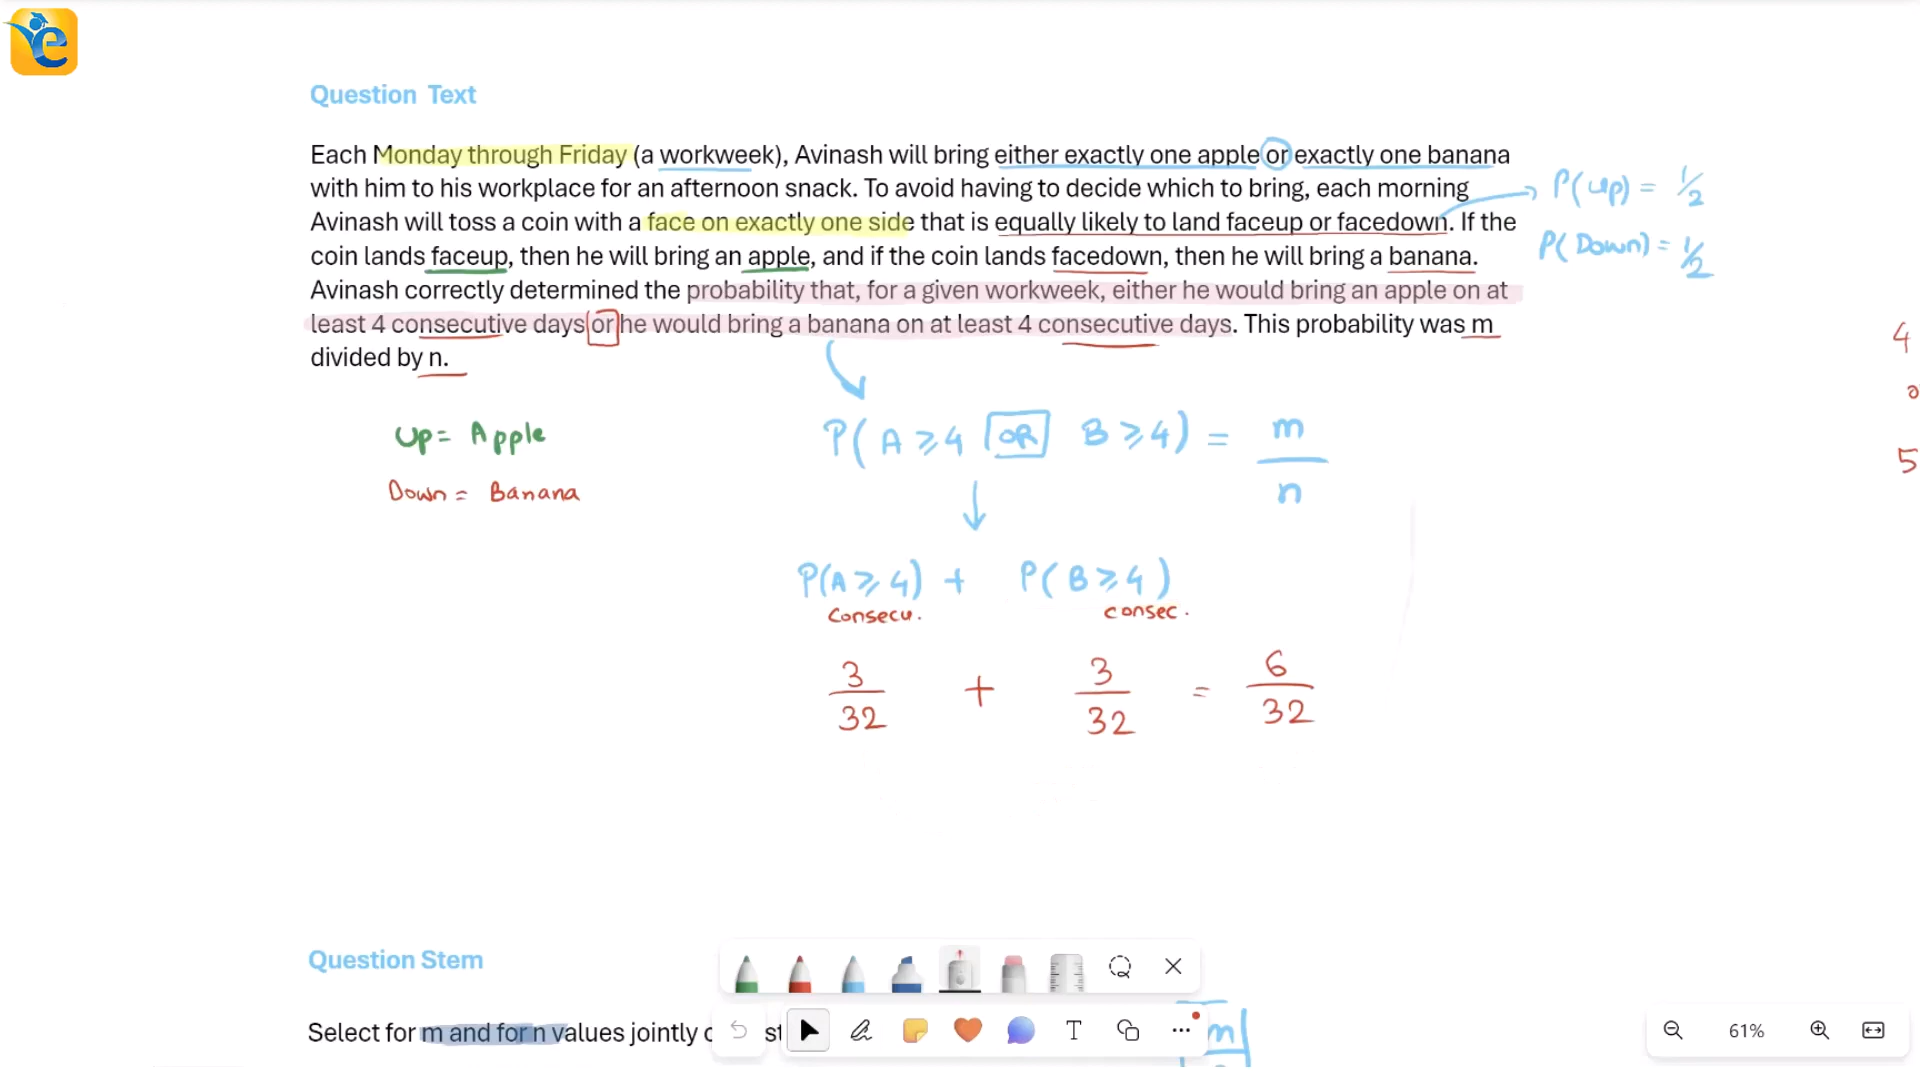 Question Text
Each Monday through Friday (a workweek), Avinash will bring either exactly one apple or exactly one banana
with him to his workplace for an afternoon snack. To avoid having to decide which to bring, each morning
Avinash will toss a coin with a face on exactly one side that is equally likely to land faceup or facedown. If the
coin lands faceup, then he will bring an apple, and if the coin lands facedown, then he will bring a banana.
Avinash correctly determined the probability that, for a given workweek, either he would bring an apple on at
least 4 consecutive days or he would bring a banana on at least 4 consecutive days. This probability was m
divided by n.
P(up) = 1/2
P(Down) = 1/2
4
5
Up = Apple
Down = Banana
P( A ≥ 4 OR B ≥ 4) = m/n
P(A ≥ 4) + P( B ≥ 4 )
Consecu. consec.
3/32 + 3/32 = 6/32
Question Stem
Select for m and for n values jointly
m
61%
T